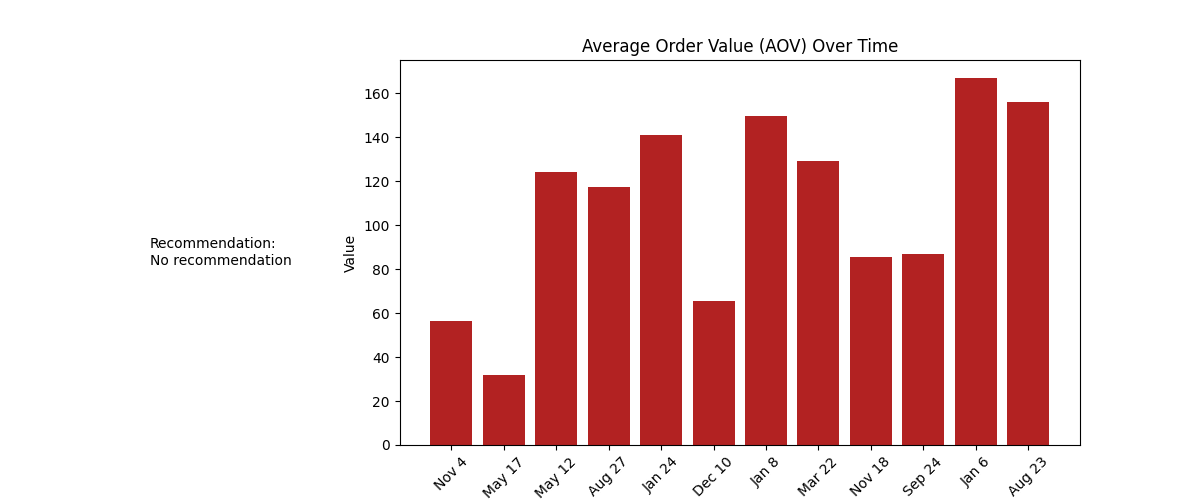 Average Order Value (AOV) Over Time
Recommendation:
No recommendation
Value
160
140
120
100
80
60
40
20
0
Nov 4
May 17
May 12
Aug 27
Jan 24
Dec 10
Jan 8
Mar 22
Nov 18
Sep 24
Jan 6
Aug 23